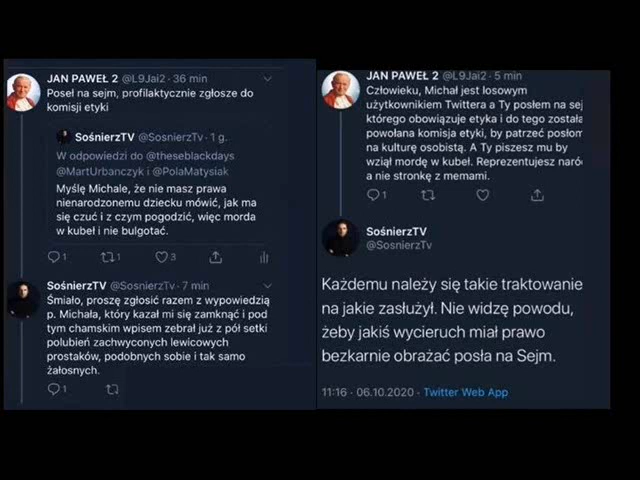 JAN PAWEŁ 2 @L9Jai2 · 36 min
Poseł na sejm, profilaktycznie zgłosze do
komisji etyki
SośnierzTV @SosnierzTv · 1 g.
W odpowiedzi do @theseblackdays
@MartUrbanczyk i @PolaMatysiak
Myślę Michale, że nie masz prawa
nienarodzonemu dziecku mówić, jak ma
się czuć i z czym pogodzić, więc morda
w kubeł i nie bulgotać.
1 1 3
SośnierzTV @SosnierzTv · 7 min
Śmiało, proszę zgłosić razem z wypowiedzią
p. Michała, który kazał mi się zamknąć i pod
tym chamskim wpisem zebrał już z pół setki
polubień zachwyconych lewicowych
prostaków, podobnych sobie i tak samo
żałosnych.
1
JAN PAWEŁ 2 @L9Jai2 · 5 min
Człowieku, Michał jest losowym
użytkownikiem Twittera a Ty posłem na sej
którego obowiązuje etyka i do tego została
powołana komisja etyki, by patrzeć posłom
na kulturę osobistą. A Ty piszesz mu by
wziął mordę w kubeł. Reprezentujesz naró
a nie stronkę z memami.
1
SośnierzTV
@SosnierzTv
Każdemu należy się takie traktowanie
na jakie zasłużył. Nie widzę powodu,
żeby jakiś wycieruch miał prawo
bezkarnie obrażać posła na Sejm.
11:16 · 06.10.2020 · Twitter Web App